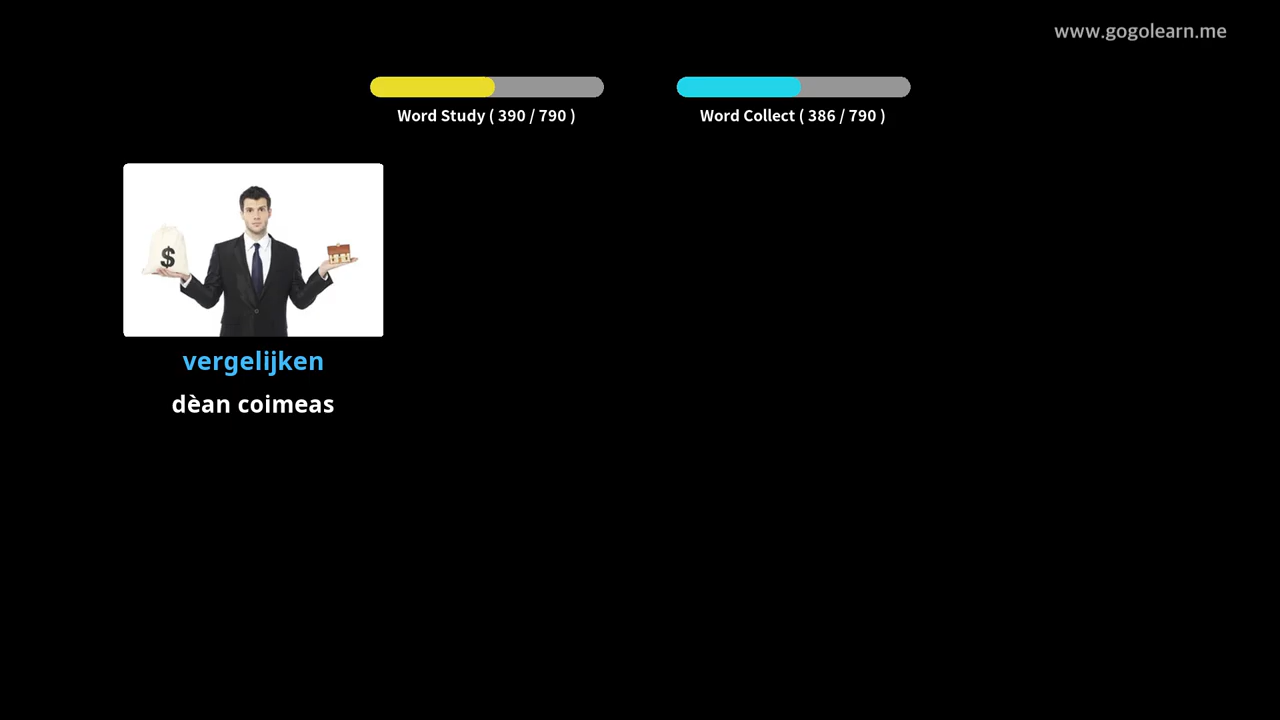 www.gogolearn.me
Word Study ( 390 / 790 )
Word Collect ( 386 / 790 )
$
vergelijken
dèan coimeas